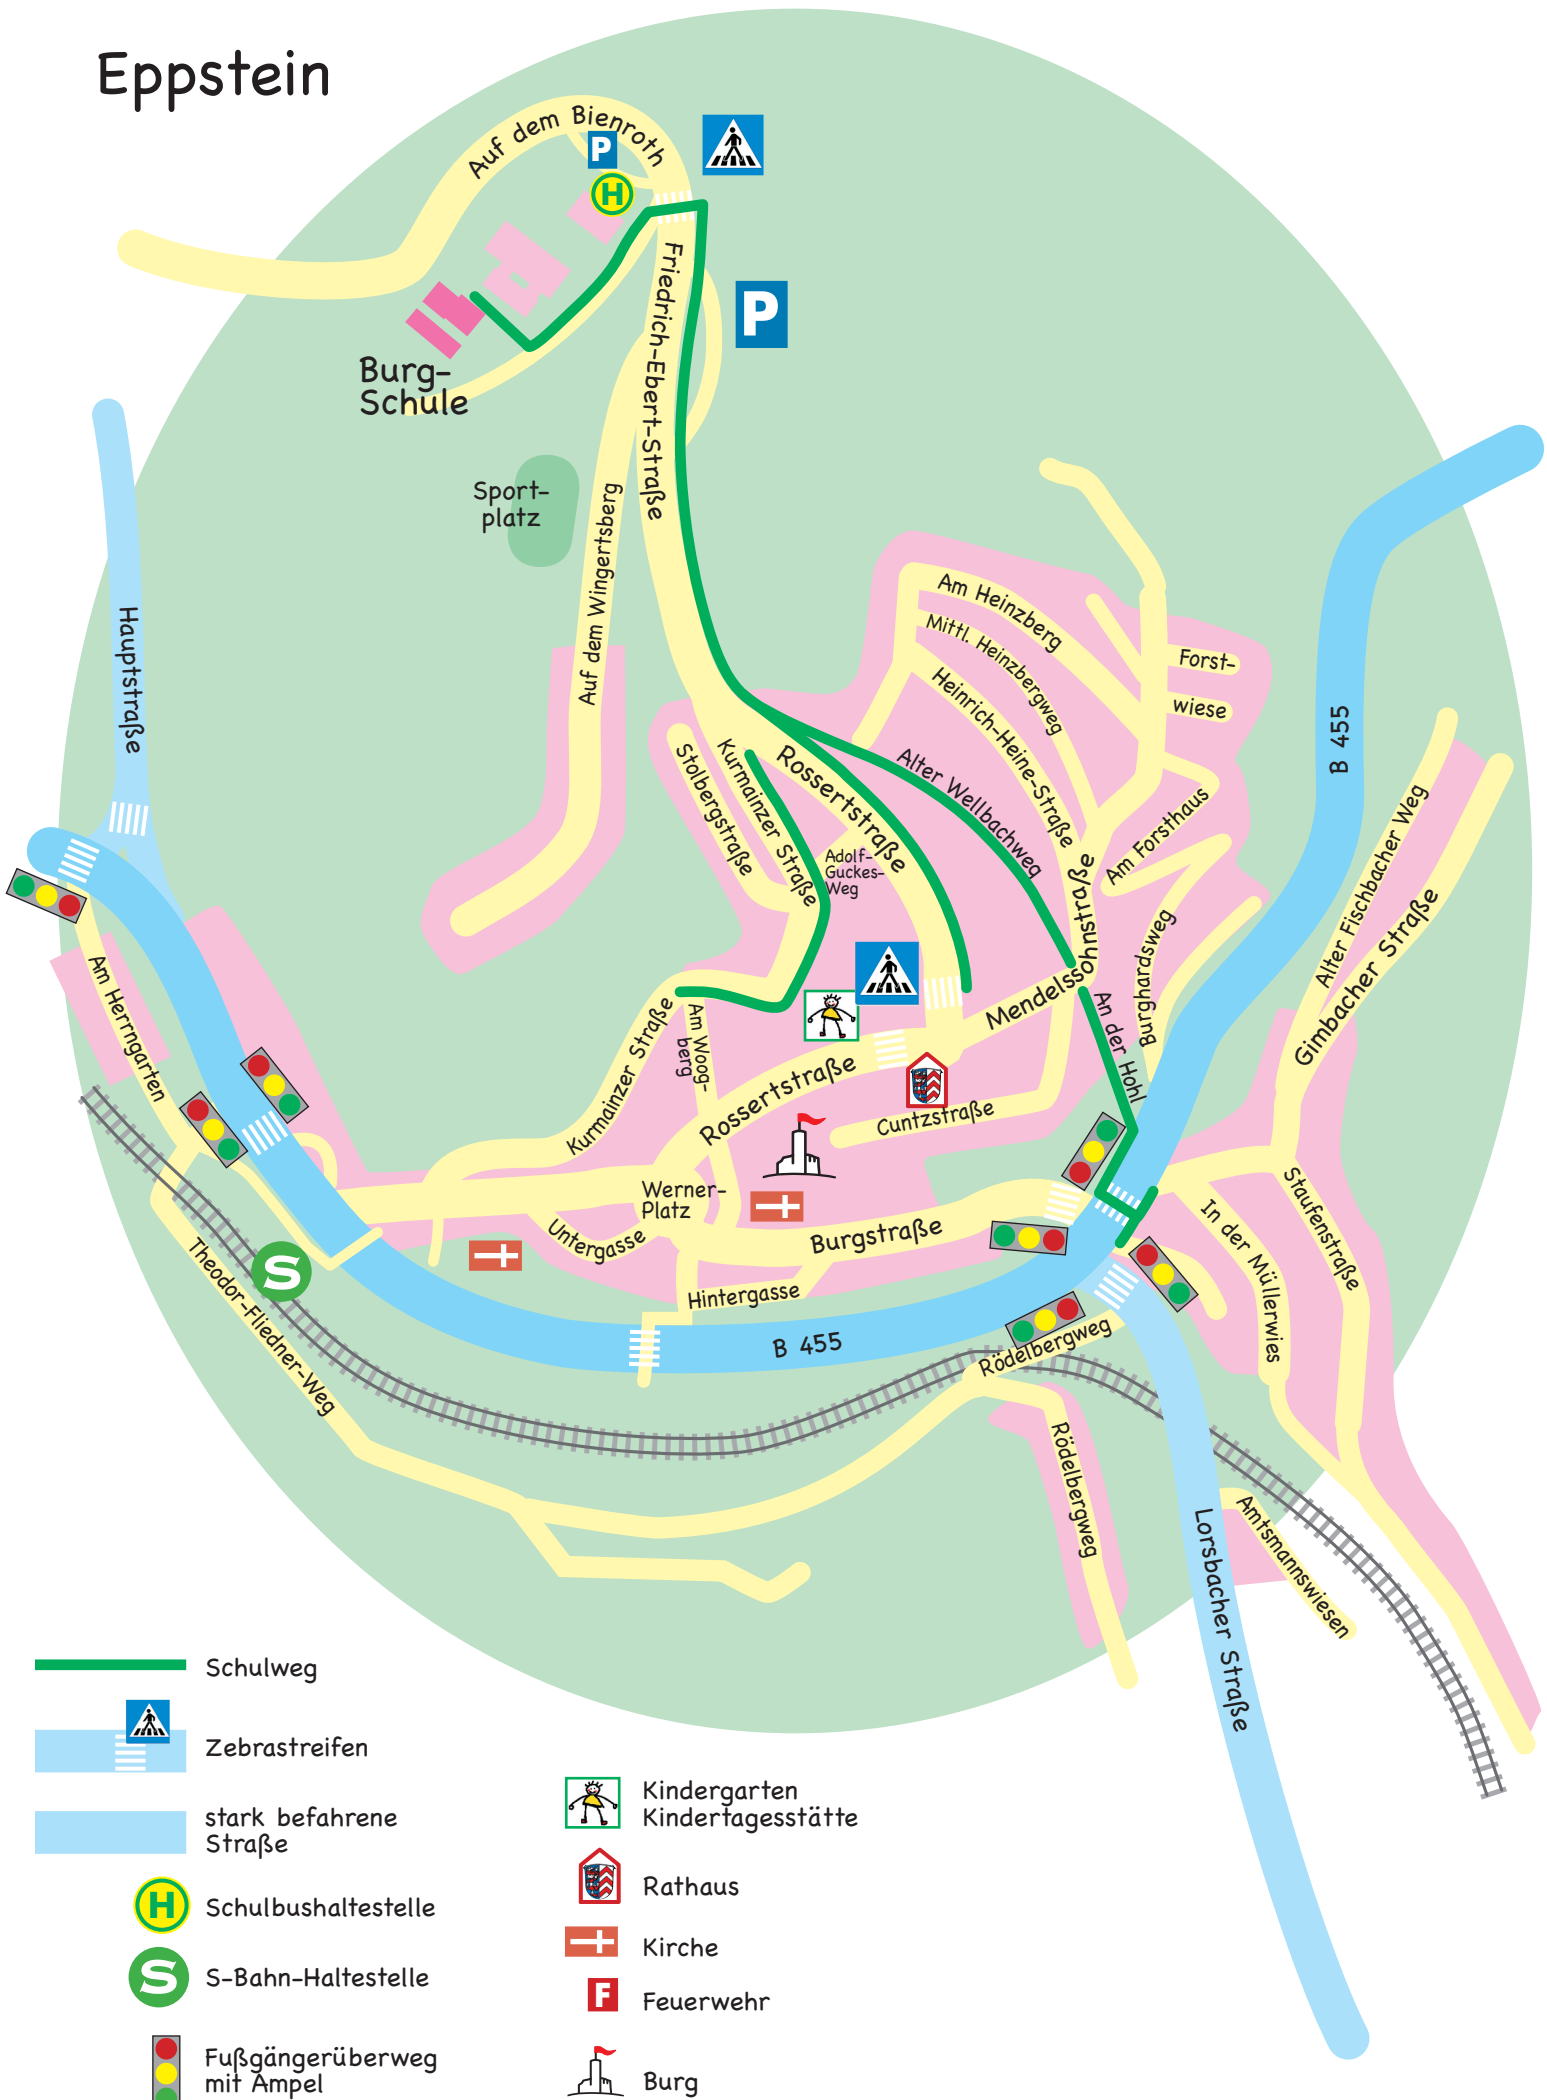 Eppstein
Auf dem Bienroth
P
H
Friedrich-Ebert-Straße
P
Burg-
Schule
Sport-
platz
Auf dem Wingertsberg
Hauptstraße
Am Heinzberg
Mittl. Heinzbergweg
Heinrich-Heine-Straße
Forst-
wiese
B 455
Stolbergstraße
Kurmainzer Straße
Rossertstraße
Alter Wellbachweg
Am Forsthaus
Adolf-
Guckes-
Weg
Mendelssohnstraße
Burghardsweg
Alter Fischbacher Weg
Gimbacher Straße
Am Herrngarten
Kurmainzer Straße
Am Woog-
berg
An der Hohl
Rossertstraße
Cuntzstraße
Werner-
Platz
Untergasse
Burgstraße
Hintergasse
In der Müllerwies
Staufenstraße
S
Theodor-Fliedner-Weg
B 455
Rödelbergweg
Rödelbergweg
Lorsbacher Straße
Amtsmannswiesen
Schulweg
Zebrastreifen
stark befahrene
Straße
H
Schulbushaltestelle
S
S-Bahn-Haltestelle
Fußgängerüberweg
mit Ampel
Kindergarten
Kindertagesstätte
Rathaus
Kirche
F
Feuerwehr
Burg